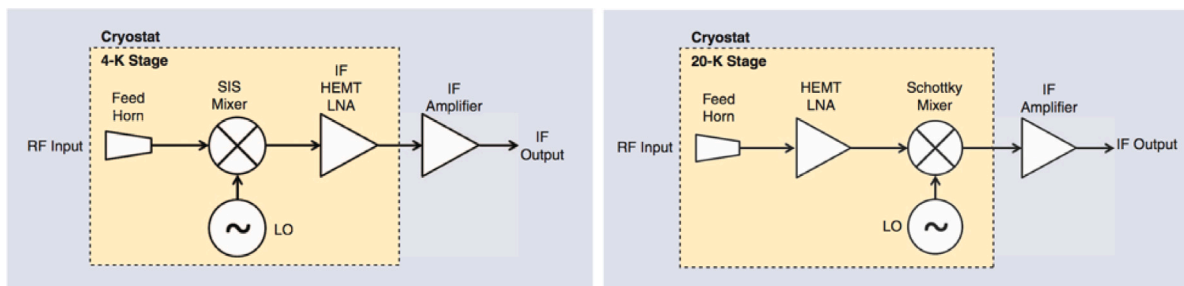 Cryostat
4-K Stage
Feed
Horn
SIS
Mixer
IF
HEMT
LNA
IF
Amplifier
RF Input
IF
Output
LO
~
Cryostat
20-K Stage
Feed
Horn
HEMT
LNA
Schottky
Mixer
IF
Amplifier
RF Input
IF Output
LO
~